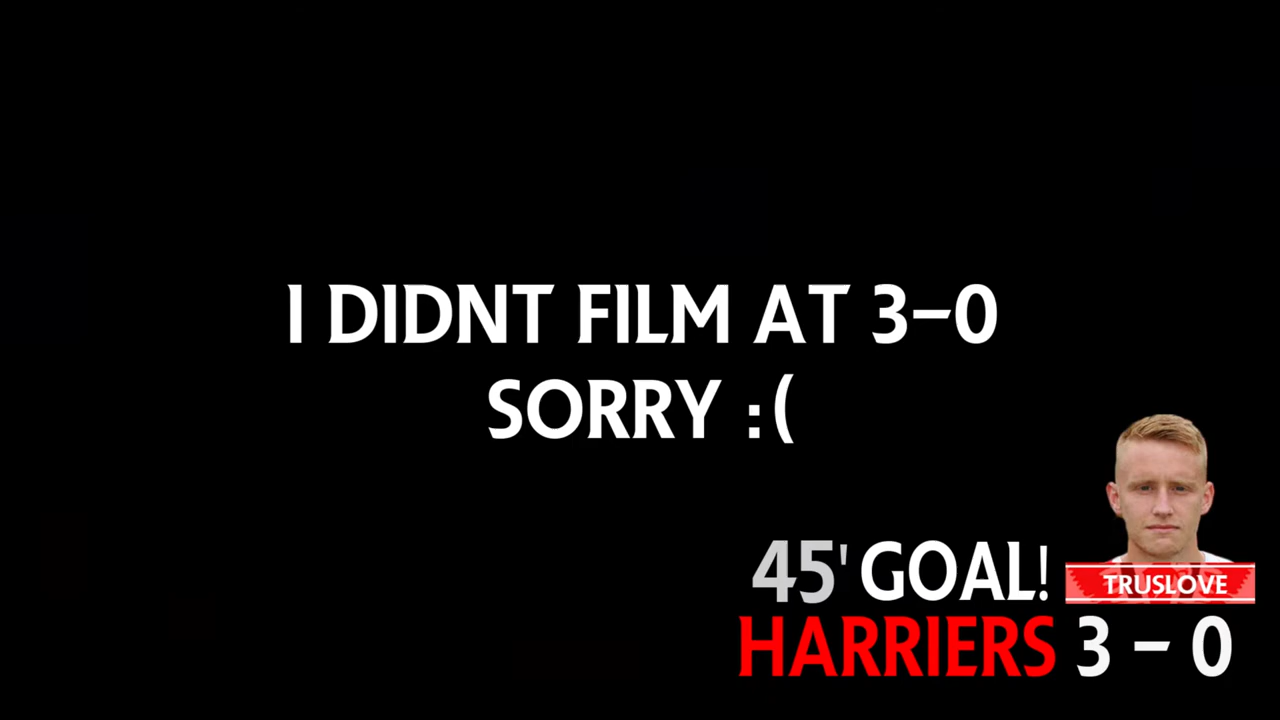 I DIDNT FILM AT 3-0
SORRY :(
45' GOAL!
TRUSLOVE
HARRIERS 3 - 0